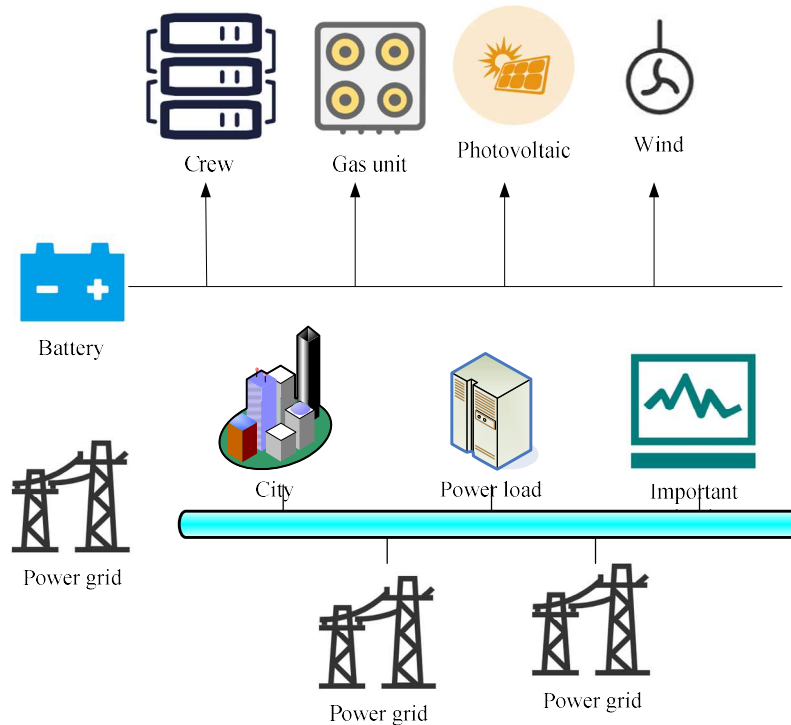 Crew
Gas unit
Photovoltaic
Wind
Battery
City
Power load
Important
Power grid
Power grid
Power grid